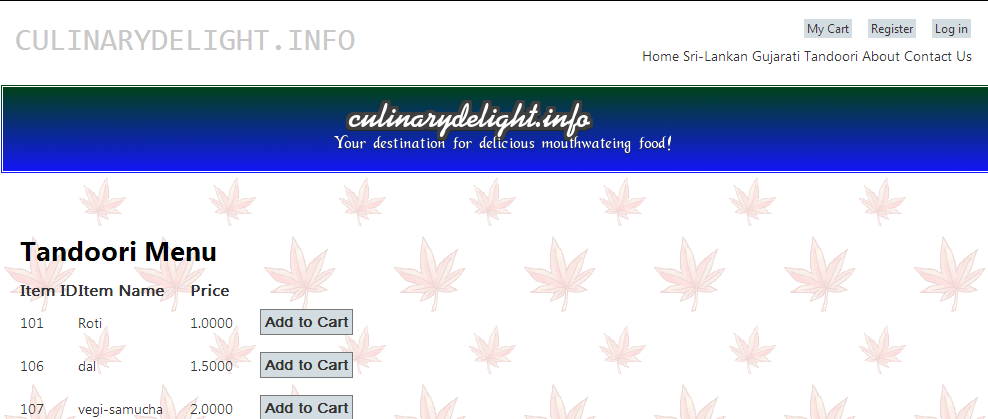 CULINARYDELIGHT.INFO
My Cart Register Log in
Home Sri-Lankan Gujarati Tandoori About Contact Us
culinarydelight.info
Your destination for delicious mouthwateing food!
Tandoori Menu
Item ID Item Name Price
101 Roti 1.0000 Add to Cart
106 dal 1.5000 Add to Cart
107 vegi-samucha 2.0000 Add to Cart